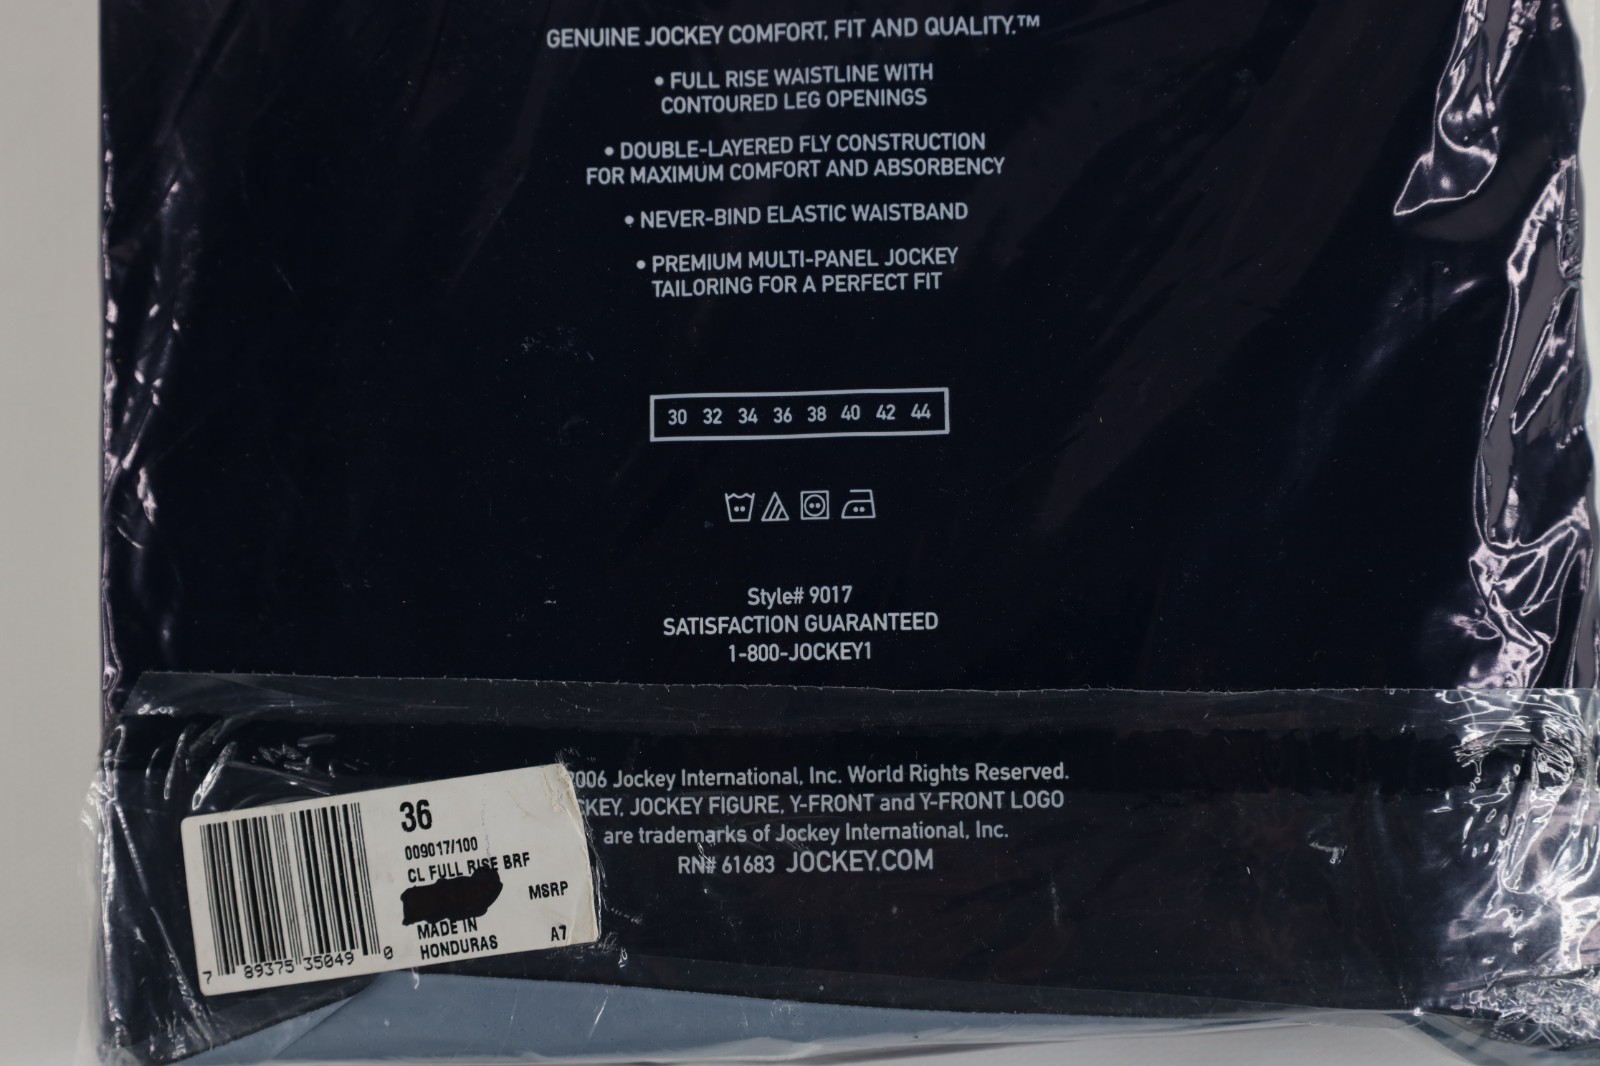 GENUINE JOCKEY COMFORT, FIT AND QUALITY.™
• FULL RISE WAISTLINE WITH
CONTOURED LEG OPENINGS
• DOUBLE-LAYERED FLY CONSTRUCTION
FOR MAXIMUM COMFORT AND ABSORBENCY
• NEVER-BIND ELASTIC WAISTBAND
• PREMIUM MULTI-PANEL JOCKEY
TAILORING FOR A PERFECT FIT
30 32 34 36 38 40 42 44
Style# 9017
SATISFACTION GUARANTEED
1-800-JOCKEY1
006 Jockey International, Inc. World Rights Reserved.
KEY, JOCKEY FIGURE, Y-FRONT and Y-FRONT LOGO
are trademarks of Jockey International, Inc.
RN# 61683 JOCKEY.COM
36
009017/100
CL FULL RISE BRF
MSRP
MADE IN
HONDURAS A7
7 89375 35049 0